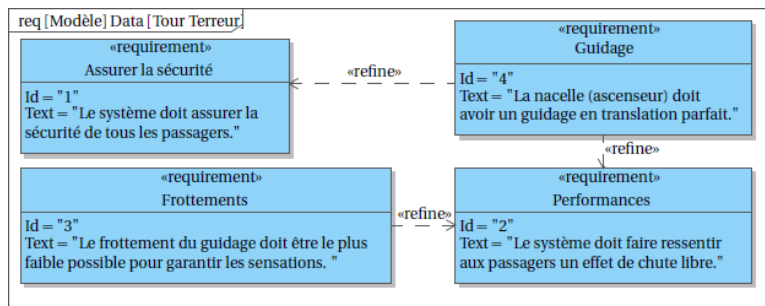 req [Modèle] Data [Tour Terreur]
«requirement»
Assurer la sécurité
Id = "1"
Text = "Le système doit assurer la
sécurité de tous les passagers."
«refine»
«requirement»
Guidage
Id = "4"
Text = "La nacelle (ascenseur) doit
avoir un guidage en translation parfait."
«refine»
«requirement»
Frottements
Id = "3"
Text = "Le frottement du guidage doit être le plus
faible possible pour garantir les sensations. "
«refine»
«requirement»
Performances
Id = "2"
Text = "Le système doit faire ressentir
aux passagers un effet de chute libre."